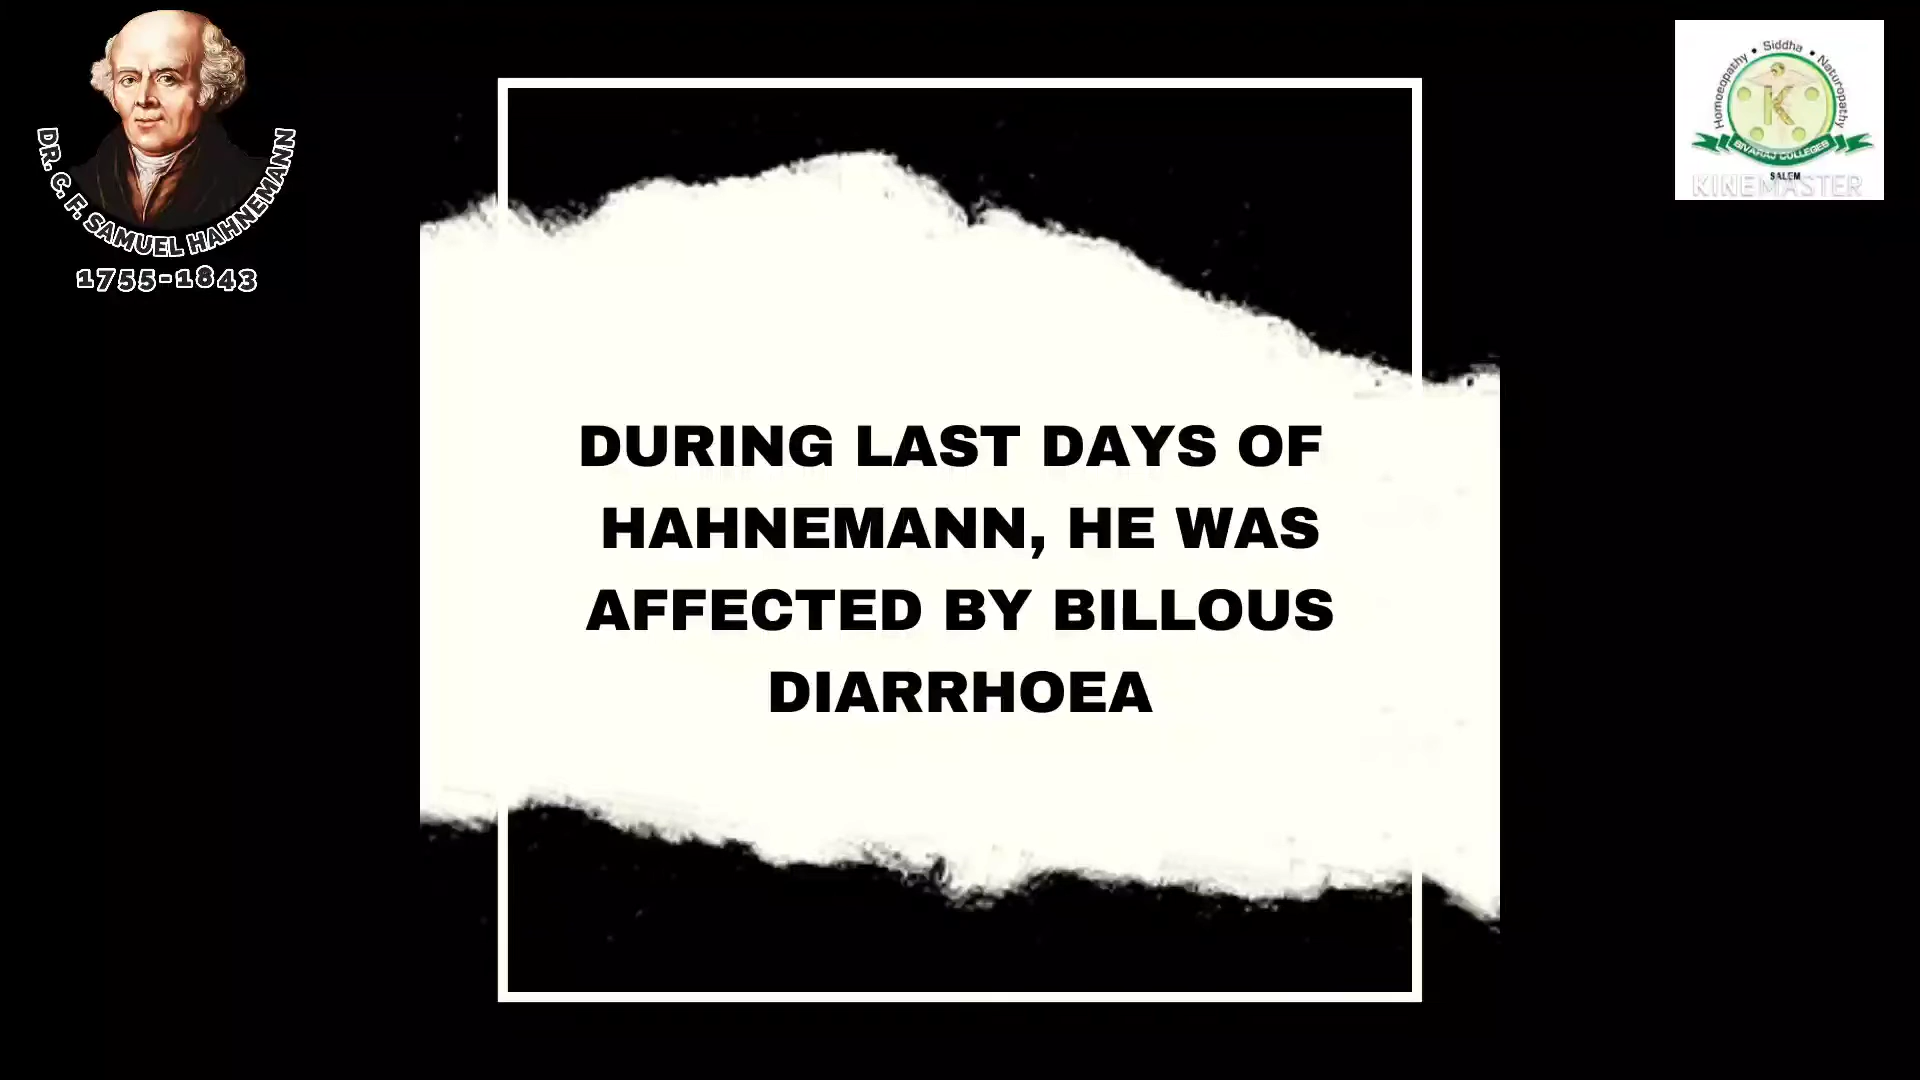 DR. C. F. SAMUEL HAHNEMANN
1755-1843
Homoeopathy • Siddha • Naturopathy
K
SIVARAJ COLLEGES
SALEM
KINEMASTER
DURING LAST DAYS OF
HAHNEMANN, HE WAS
AFFECTED BY BILLOUS
DIARRHOEA